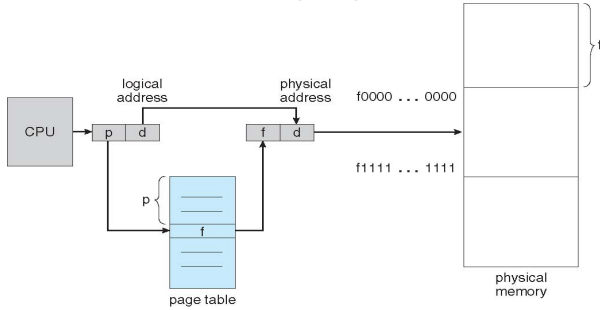 logical
address
physical
address
f0000 ... 0000
f
CPU
p d
f d
f1111 ... 1111
p
f
page table
physical
memory